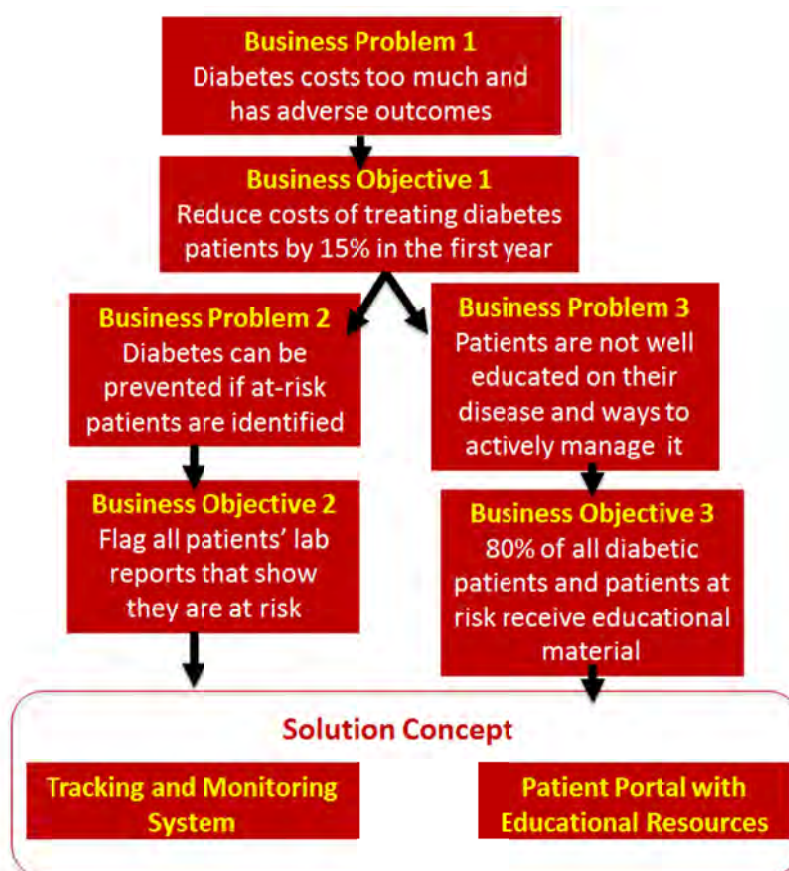 Business Problem 1
Diabetes costs too much and
has adverse outcomes
Business Objective 1
Reduce costs of treating diabetes
patients by 15% in the first year
Business Problem 2
Diabetes can be
prevented if at-risk
patients are identified
Business Objective 2
Flag all patients’ lab
reports that show
they are at risk
Business Problem 3
Patients are not well
educated on their
disease and ways to
actively manage it
Business Objective 3
80% of all diabetic
patients and patients at
risk receive educational
material
Solution Concept
Tracking and Monitoring
System
Patient Portal with
Educational Resources